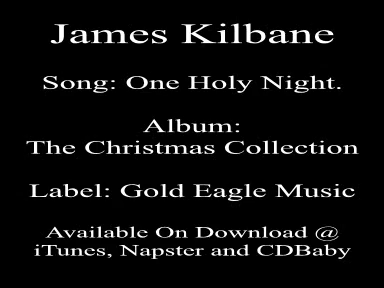 James Kilbane
Song: One Holy Night.
Album:
The Christmas Collection
Label: Gold Eagle Music
Available On Download @
iTunes, Napster and CDBaby